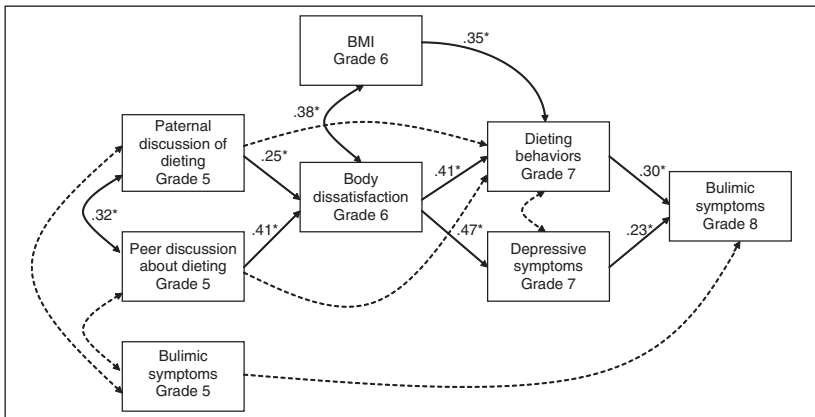 BMI
Grade 6
.35*
.38*
Paternal
discussion of
dieting
Grade 5
.25*
Dieting
behaviors
Grade 7
.41*
.30*
Body
dissatisfaction
Grade 6
Bulimic
symptoms
Grade 8
.32*
.41*
.47*
.23*
Peer discussion
about dieting
Grade 5
Depressive
symptoms
Grade 7
Bulimic
symptoms
Grade 5